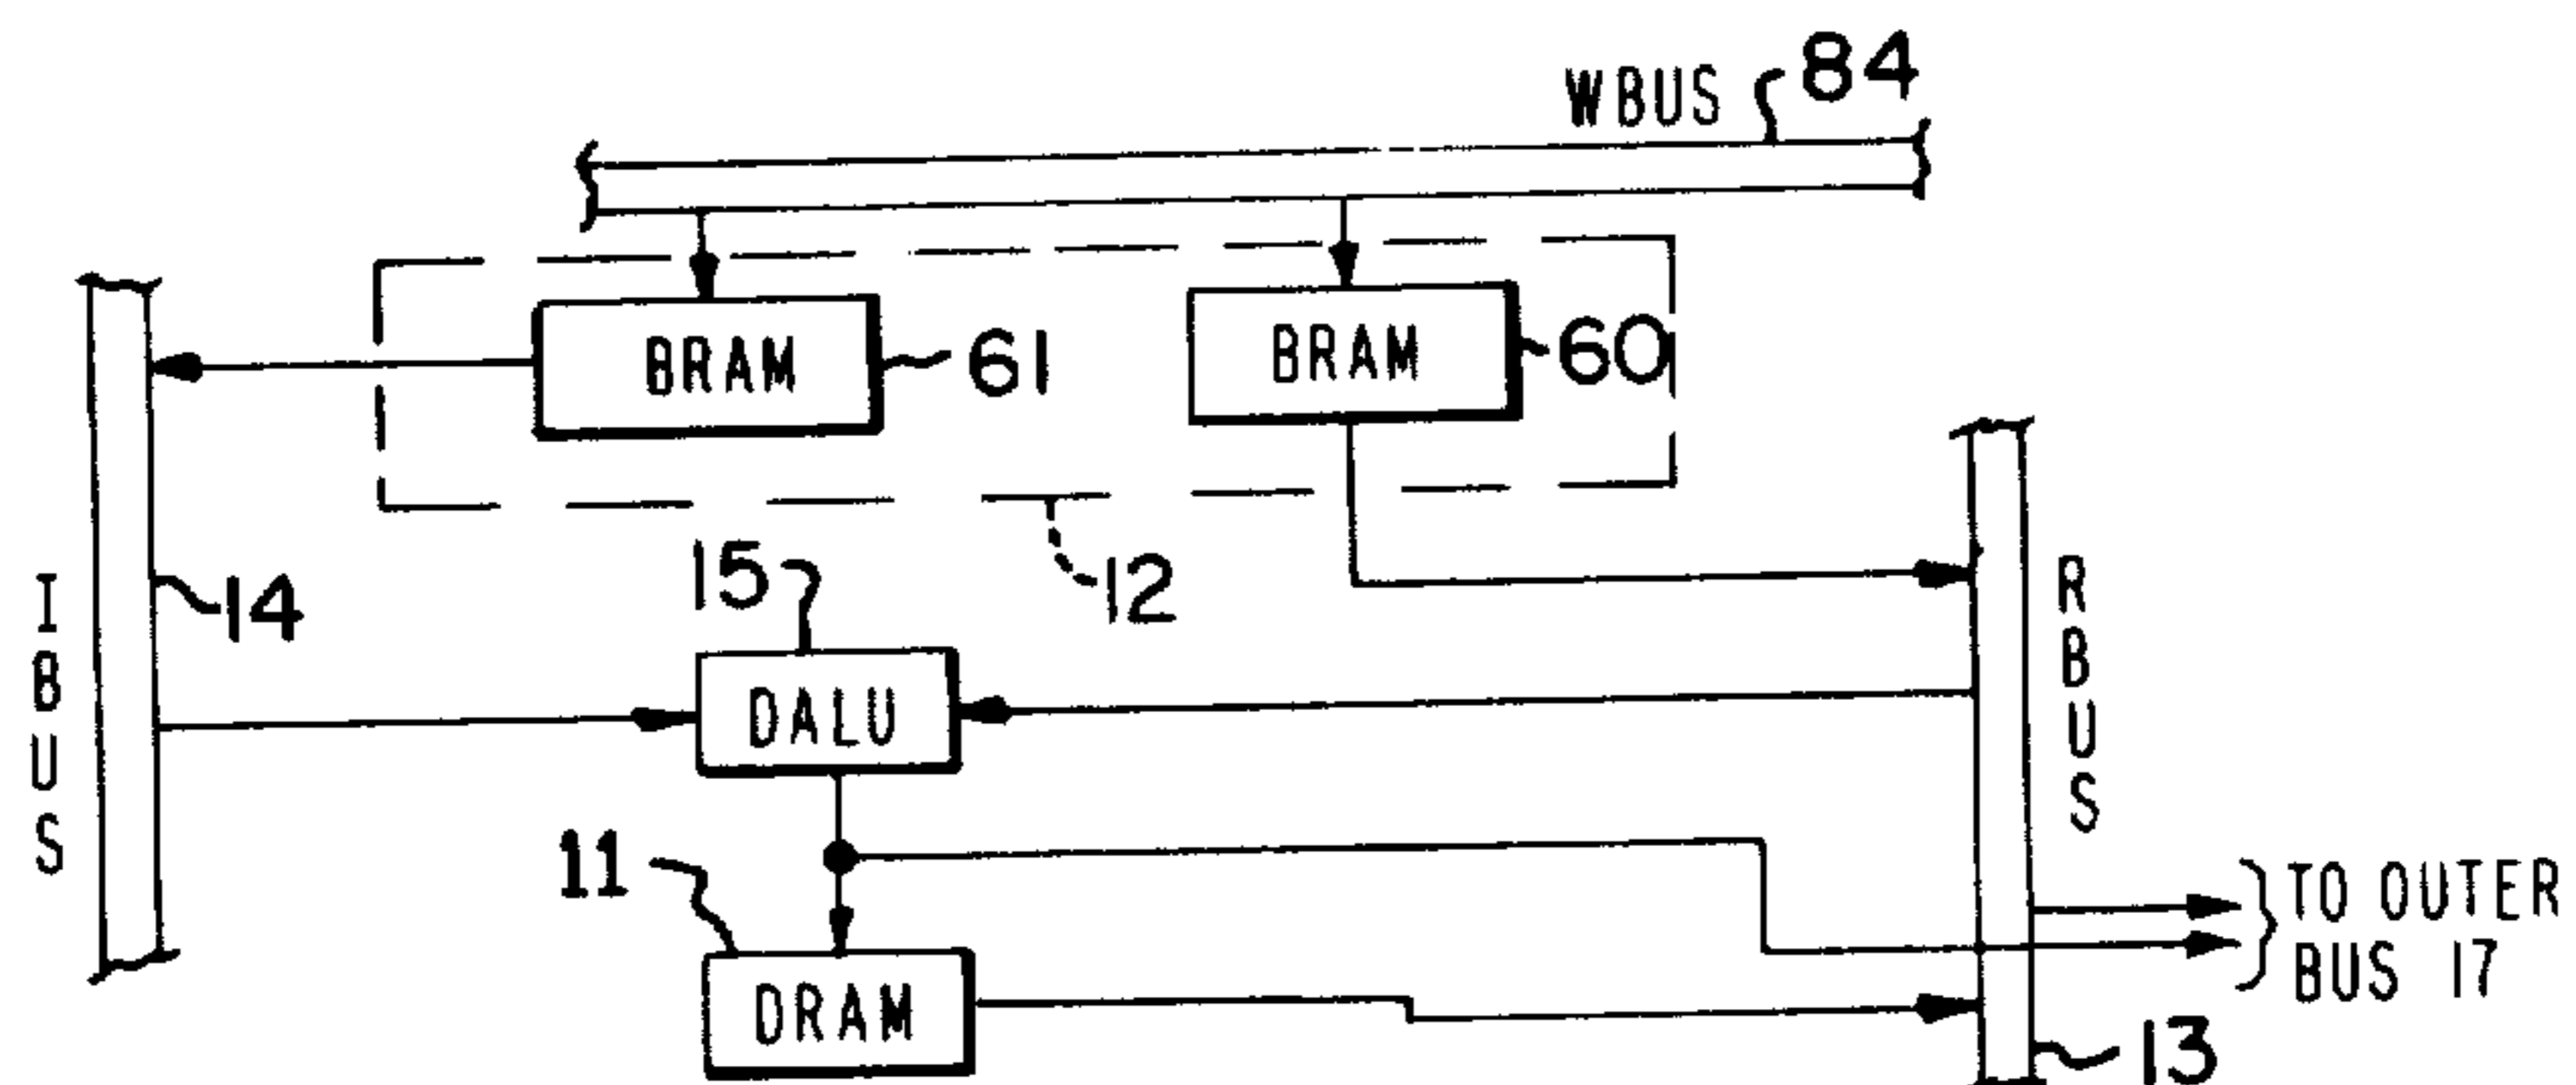 WBUS 84
BRAM 61
BRAM 60
12
IBUS
14
15
DALU
RBUS
11
DRAM
TO OUTER
BUS 17
13